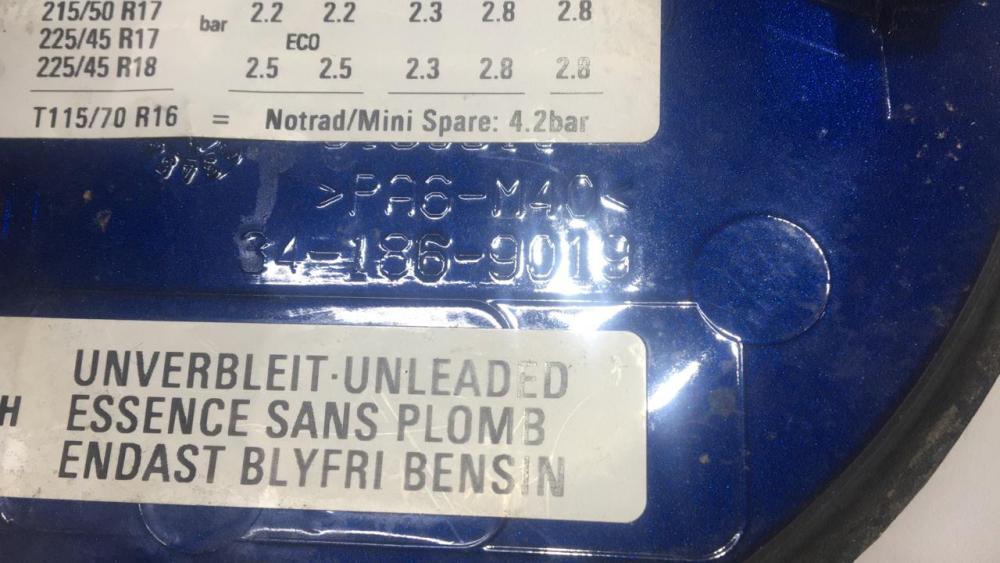 215/50 R17 bar 2.2 2.2 2.3 2.8 2.8
225/45 R17 ECO
225/45 R18 2.5 2.5 2.3 2.8 2.8
T115/70 R16 = Notrad/Mini Spare: 4.2bar
>PA6-M40<
34-186-9019
UNVERBLEIT·UNLEADED
H ESSENCE SANS PLOMB
ENDAST BLYFRI BENSIN